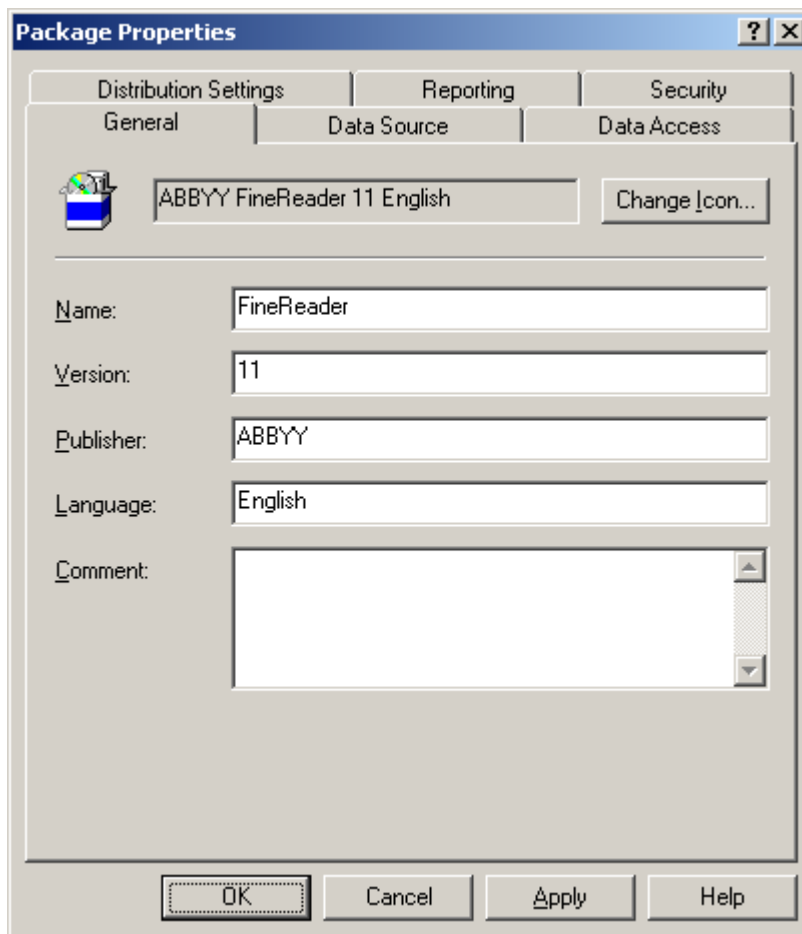 Package Properties
Distribution Settings Reporting Security
General Data Source Data Access
ABBYY FineReader 11 English Change Icon...
Name: FineReader
Version: 11
Publisher: ABBYY
Language: English
Comment:
OK Cancel Apply Help